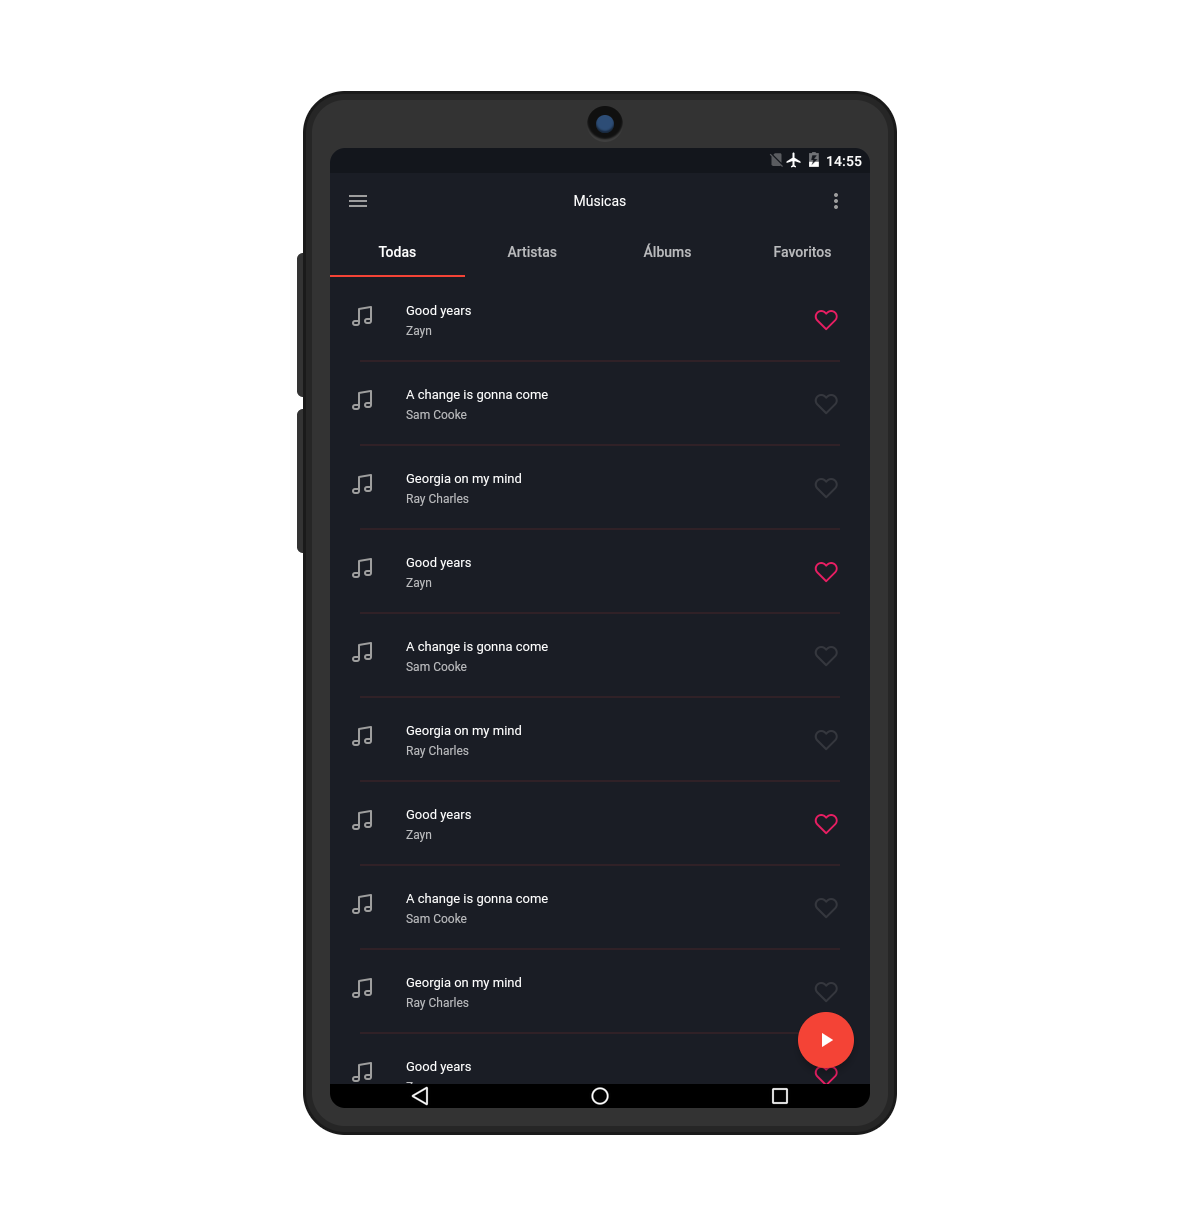 14:55
Músicas
Todas Artistas Álbums Favoritos
Good years
Zayn
A change is gonna come
Sam Cooke
Georgia on my mind
Ray Charles
Good years
Zayn
A change is gonna come
Sam Cooke
Georgia on my mind
Ray Charles
Good years
Zayn
A change is gonna come
Sam Cooke
Georgia on my mind
Ray Charles
Good years